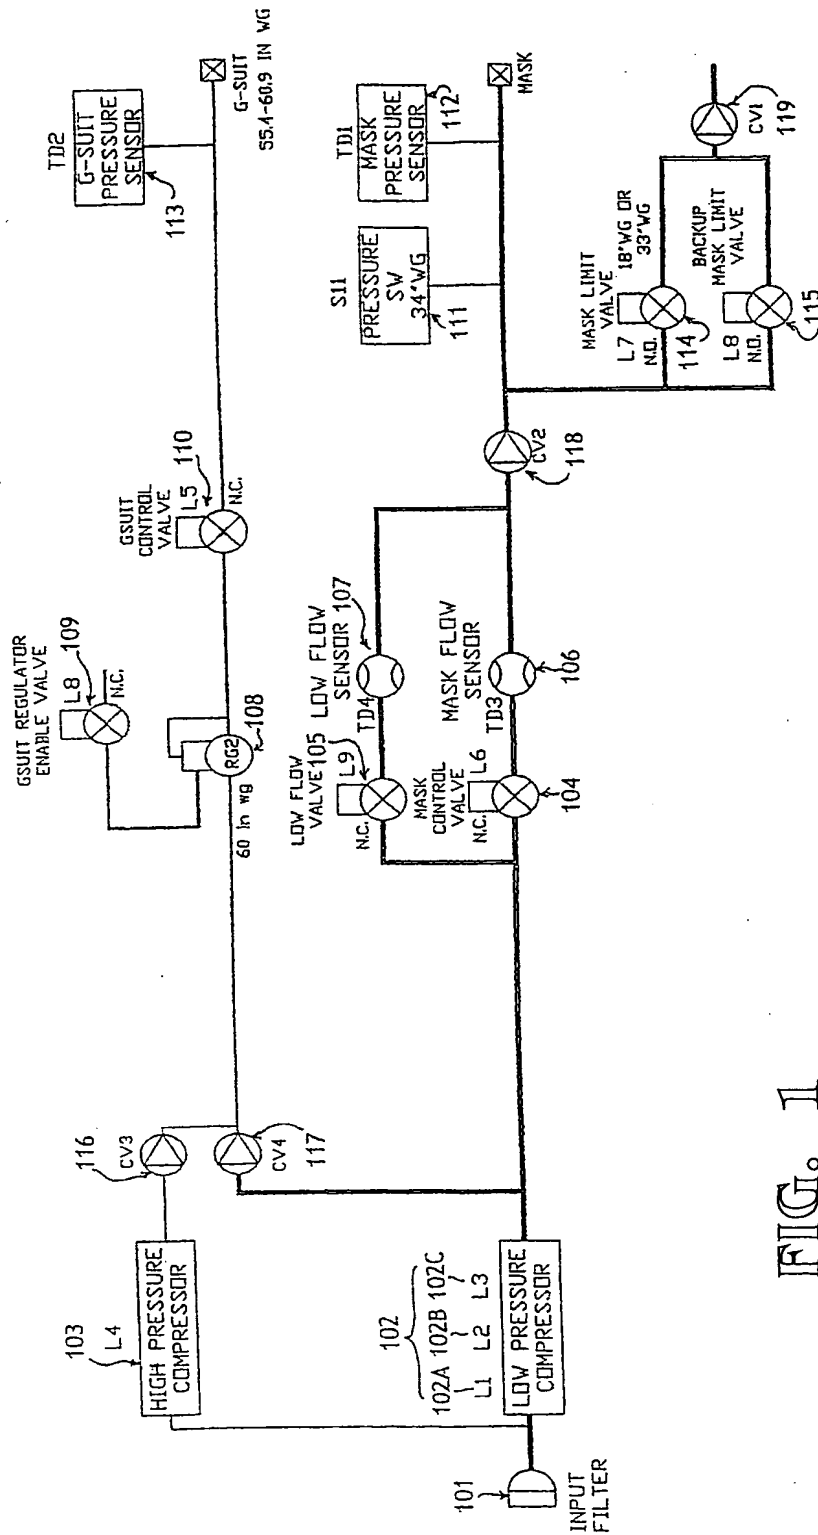 TD2
G-SUIT
PRESSURE
SENSOR
113
G-SUIT
55.4-60.9 IN WG
GSUIT
CONTROL
VALVE
L5
110
N.C.
GSUIT REGULATOR
ENABLE VALVE
L8
109
N.C.
RG2
108
60 in wg
116
CV3
CV4
117
103
L4
HIGH PRESSURE
COMPRESSOR
TD1
MASK
PRESSURE
SENSOR
112
MASK
S11
PRESSURE
SW
34"WG
111
CV2
118
LOW FLOW
SENSOR
107
TD4
MASK FLOW
SENSOR
TD3
106
LOW FLOW
VALVE
105
L9
N.C.
MASK
CONTROL
VALVE
L6
N.C.
104
MASK LIMIT
VALVE
18"WG OR
33"WG
L7
N.O.
114
BACKUP
MASK LIMIT
VALVE
L8
N.O.
115
CV1
119
102
102A 102B 102C
L1 L2 L3
LOW PRESSURE
COMPRESSOR
101
INPUT
FILTER
FIG. 1